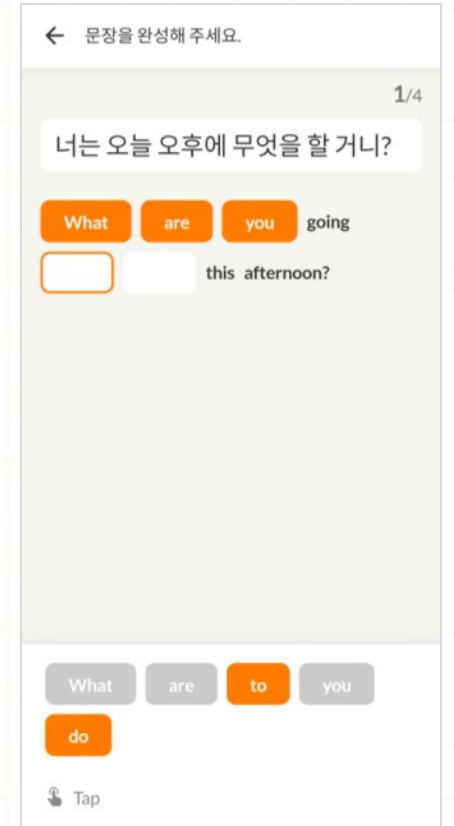 문장을 완성해 주세요.
1/4
너는 오늘 오후에 무엇을 할 거니?
What are you going
this afternoon?
What are to you
do
Tap